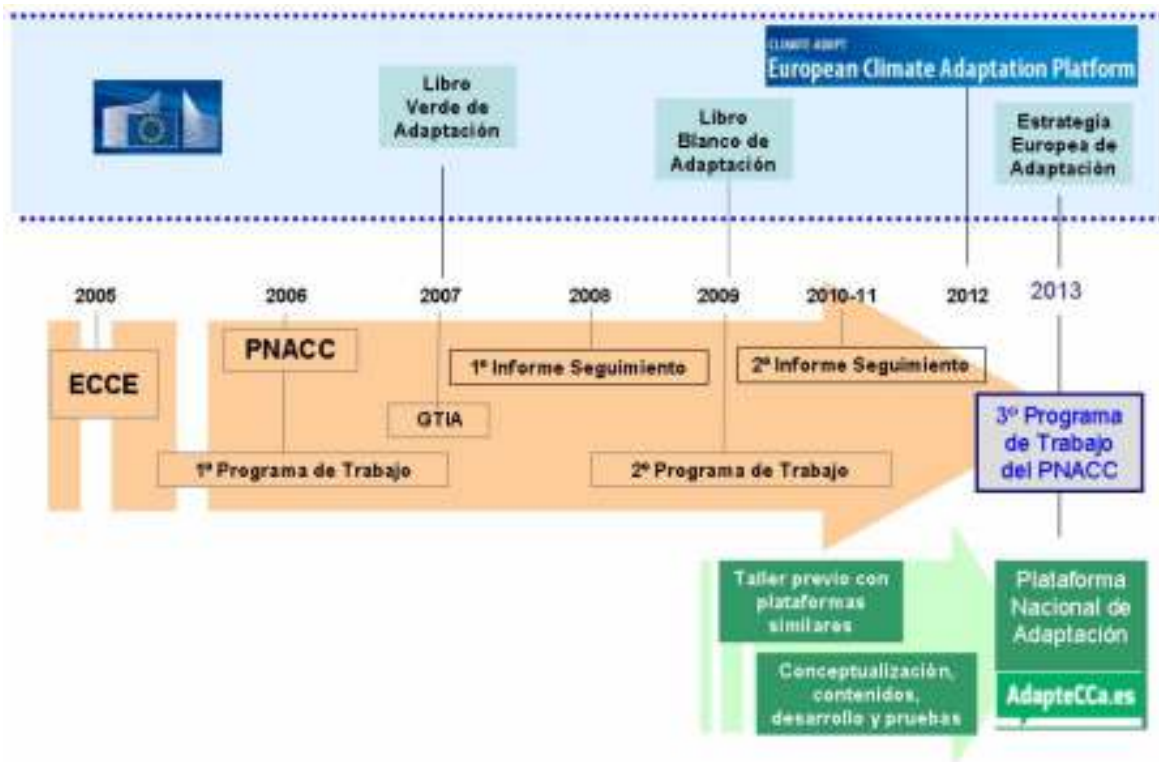 CLIMATE ADAPT
European Climate Adaptation Platform
Libro
Verde de
Adaptación
Libro
Blanco de
Adaptación
Estrategia
Europea de
Adaptación
2005
2006
2007
2008
2009
2010-11
2012
2013
ECCE
PNACC
1º Informe Seguimiento
2º Informe Seguimiento
GTIA
1º Programa de Trabajo
2º Programa de Trabajo
3º Programa
de Trabajo
del PNACC
Taller previo con
plataformas
similares
Conceptualización,
contenidos,
desarrollo y pruebas
Plataforma
Nacional de
Adaptación
AdapteCCa.es